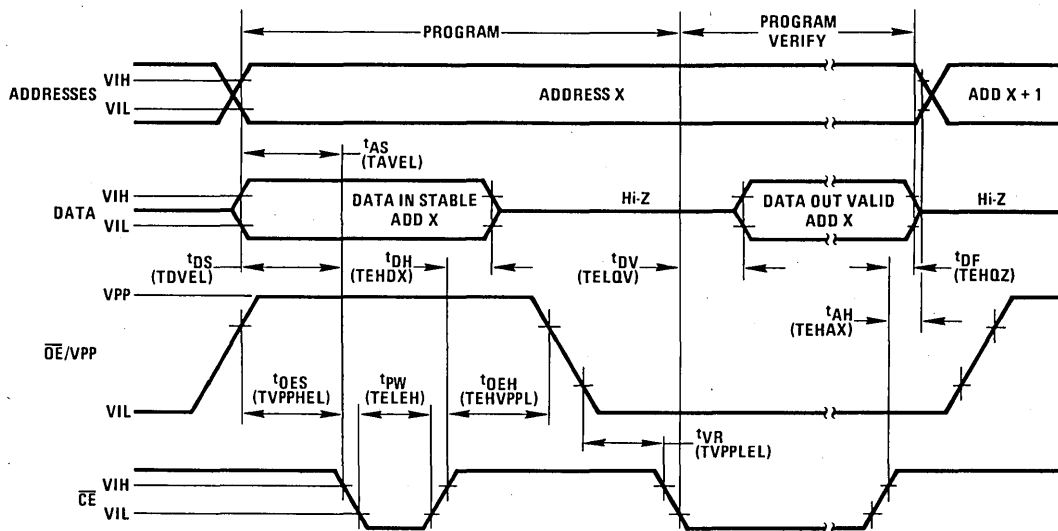 PROGRAM
PROGRAM
VERIFY
ADDRESSES
VIH
VIL
ADDRESS X
ADD X + 1
tAS
(TAVEL)
DATA
VIH
VIL
DATA IN STABLE
ADD X
Hi-Z
DATA OUT VALID
ADD X
Hi-Z
tDS
(TDVEL)
tDH
(TEHDX)
tDV
(TELQV)
tDF
(TEHQZ)
tAH
(TEHAX)
VPP
OE/VPP
VIL
tOES
(TVPPHEL)
tPW
(TELEH)
tOEH
(TEHVPPL)
tVR
(TVPPLEL)
CE
VIH
VIL